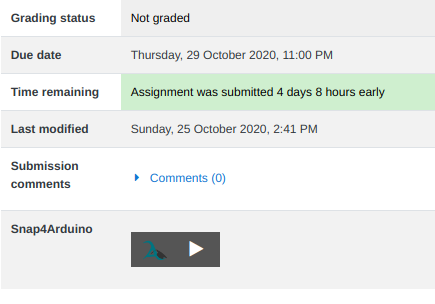 Grading status Not graded
Due date Thursday, 29 October 2020, 11:00 PM
Time remaining Assignment was submitted 4 days 8 hours early
Last modified Sunday, 25 October 2020, 2:41 PM
Submission
comments
Comments (0)
Snap4Arduino